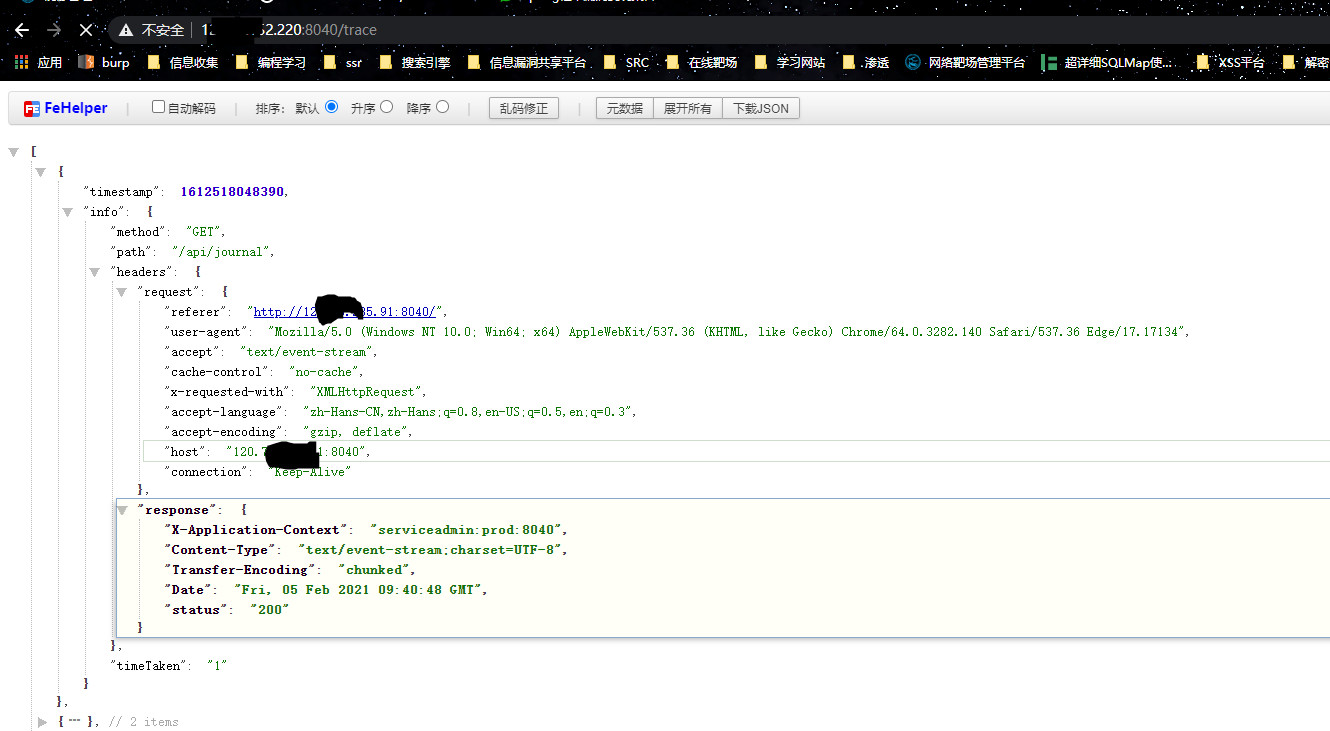 不安全 52.220:8040/trace
应用 burp 信息收集 编程学习 ssr 搜索引擎 信息漏洞共享平台 SRC 在线靶场 学习网站 .渗透 网络靶场管理平台 超详细SQLMap使... XSS平台 解密
FeHelper 自动解码 排序: 默认 升序 降序 乱码修正 元数据 展开所有 下载JSON
[
{
"timestamp": 1612518048390,
"info": {
"method": "GET",
"path": "/api/journal",
"headers": {
"request": {
"referer": "http://12 35.91:8040/",
"user-agent": "Mozilla/5.0 (Windows NT 10.0; Win64; x64) AppleWebKit/537.36 (KHTML, like Gecko) Chrome/64.0.3282.140 Safari/537.36 Edge/17.17134",
"accept": "text/event-stream",
"cache-control": "no-cache",
"x-requested-with": "XMLHttpRequest",
"accept-language": "zh-Hans-CN,zh-Hans;q=0.8,en-US;q=0.5,en;q=0.3",
"accept-encoding": "gzip, deflate",
"host": "120. 1:8040",
"connection": "Keep-Alive"
},
"response": {
"X-Application-Context": "serviceadmin:prod:8040",
"Content-Type": "text/event-stream;charset=UTF-8",
"Transfer-Encoding": "chunked",
"Date": "Fri, 05 Feb 2021 09:40:48 GMT",
"status": "200"
}
},
"timeTaken": "1"
}
},
{ ... }, // 2 items